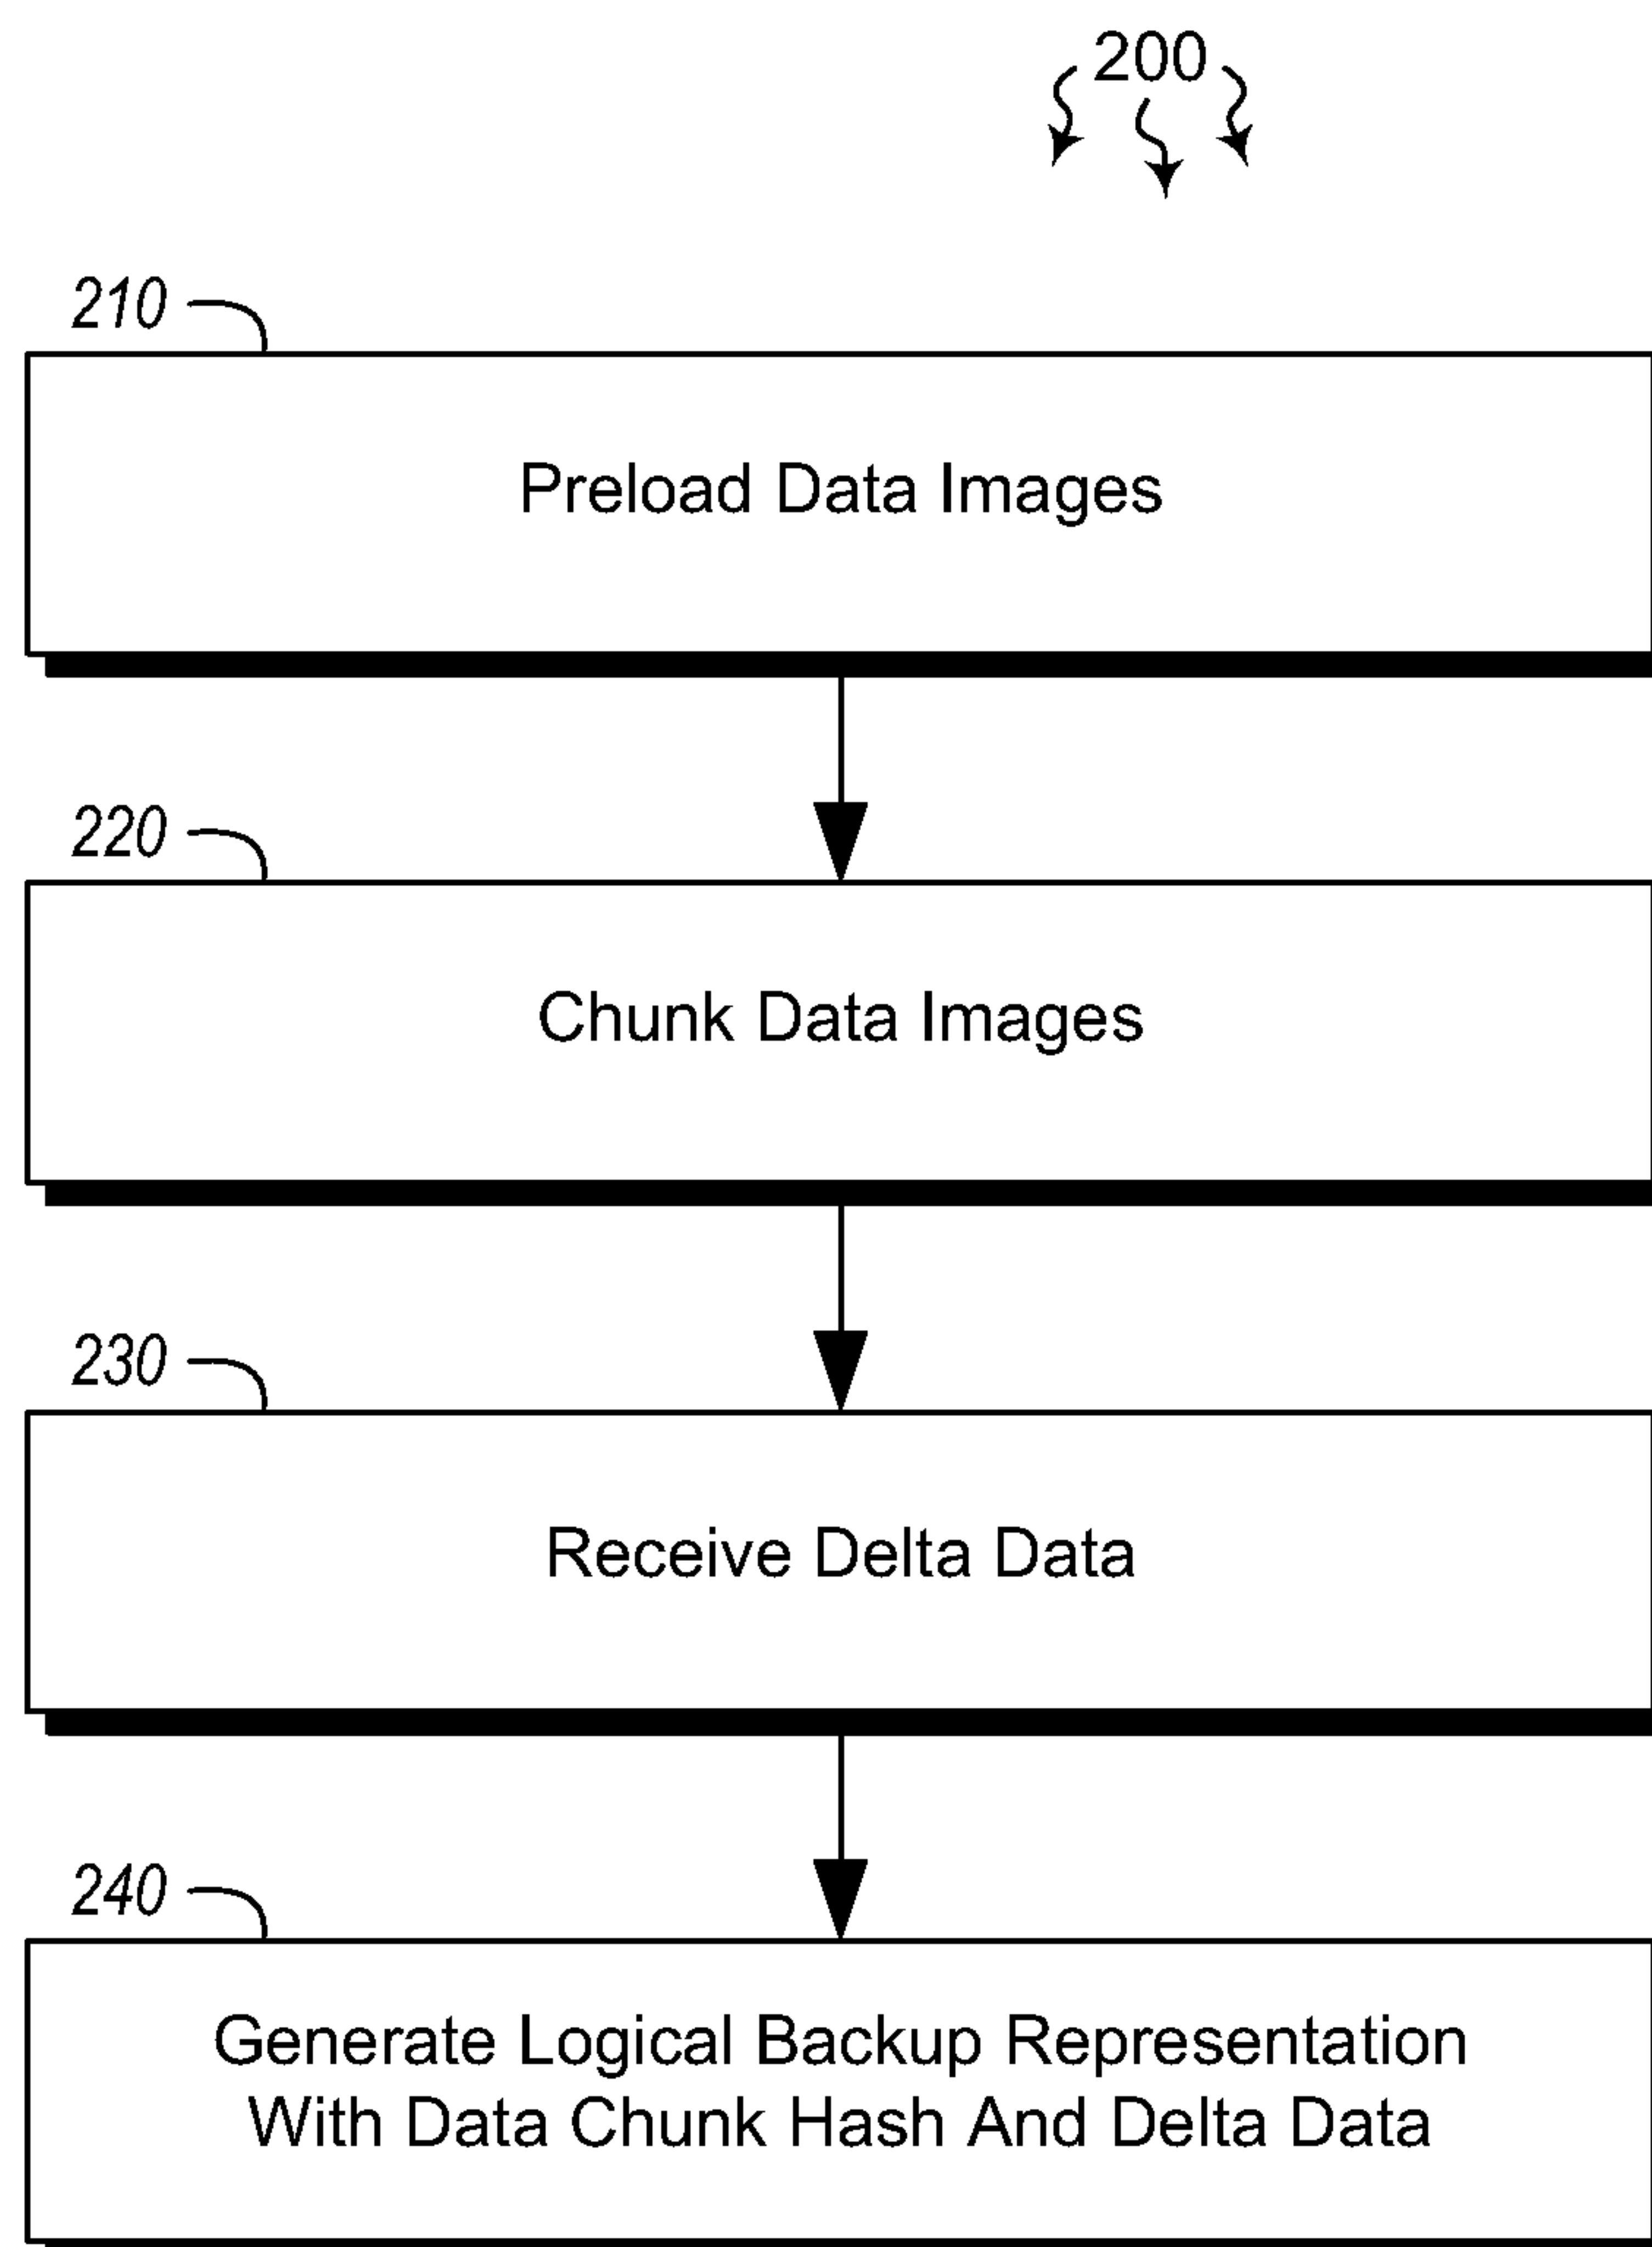 200
210
Preload Data Images
220
Chunk Data Images
230
Receive Delta Data
240
Generate Logical Backup Representation
With Data Chunk Hash And Delta Data